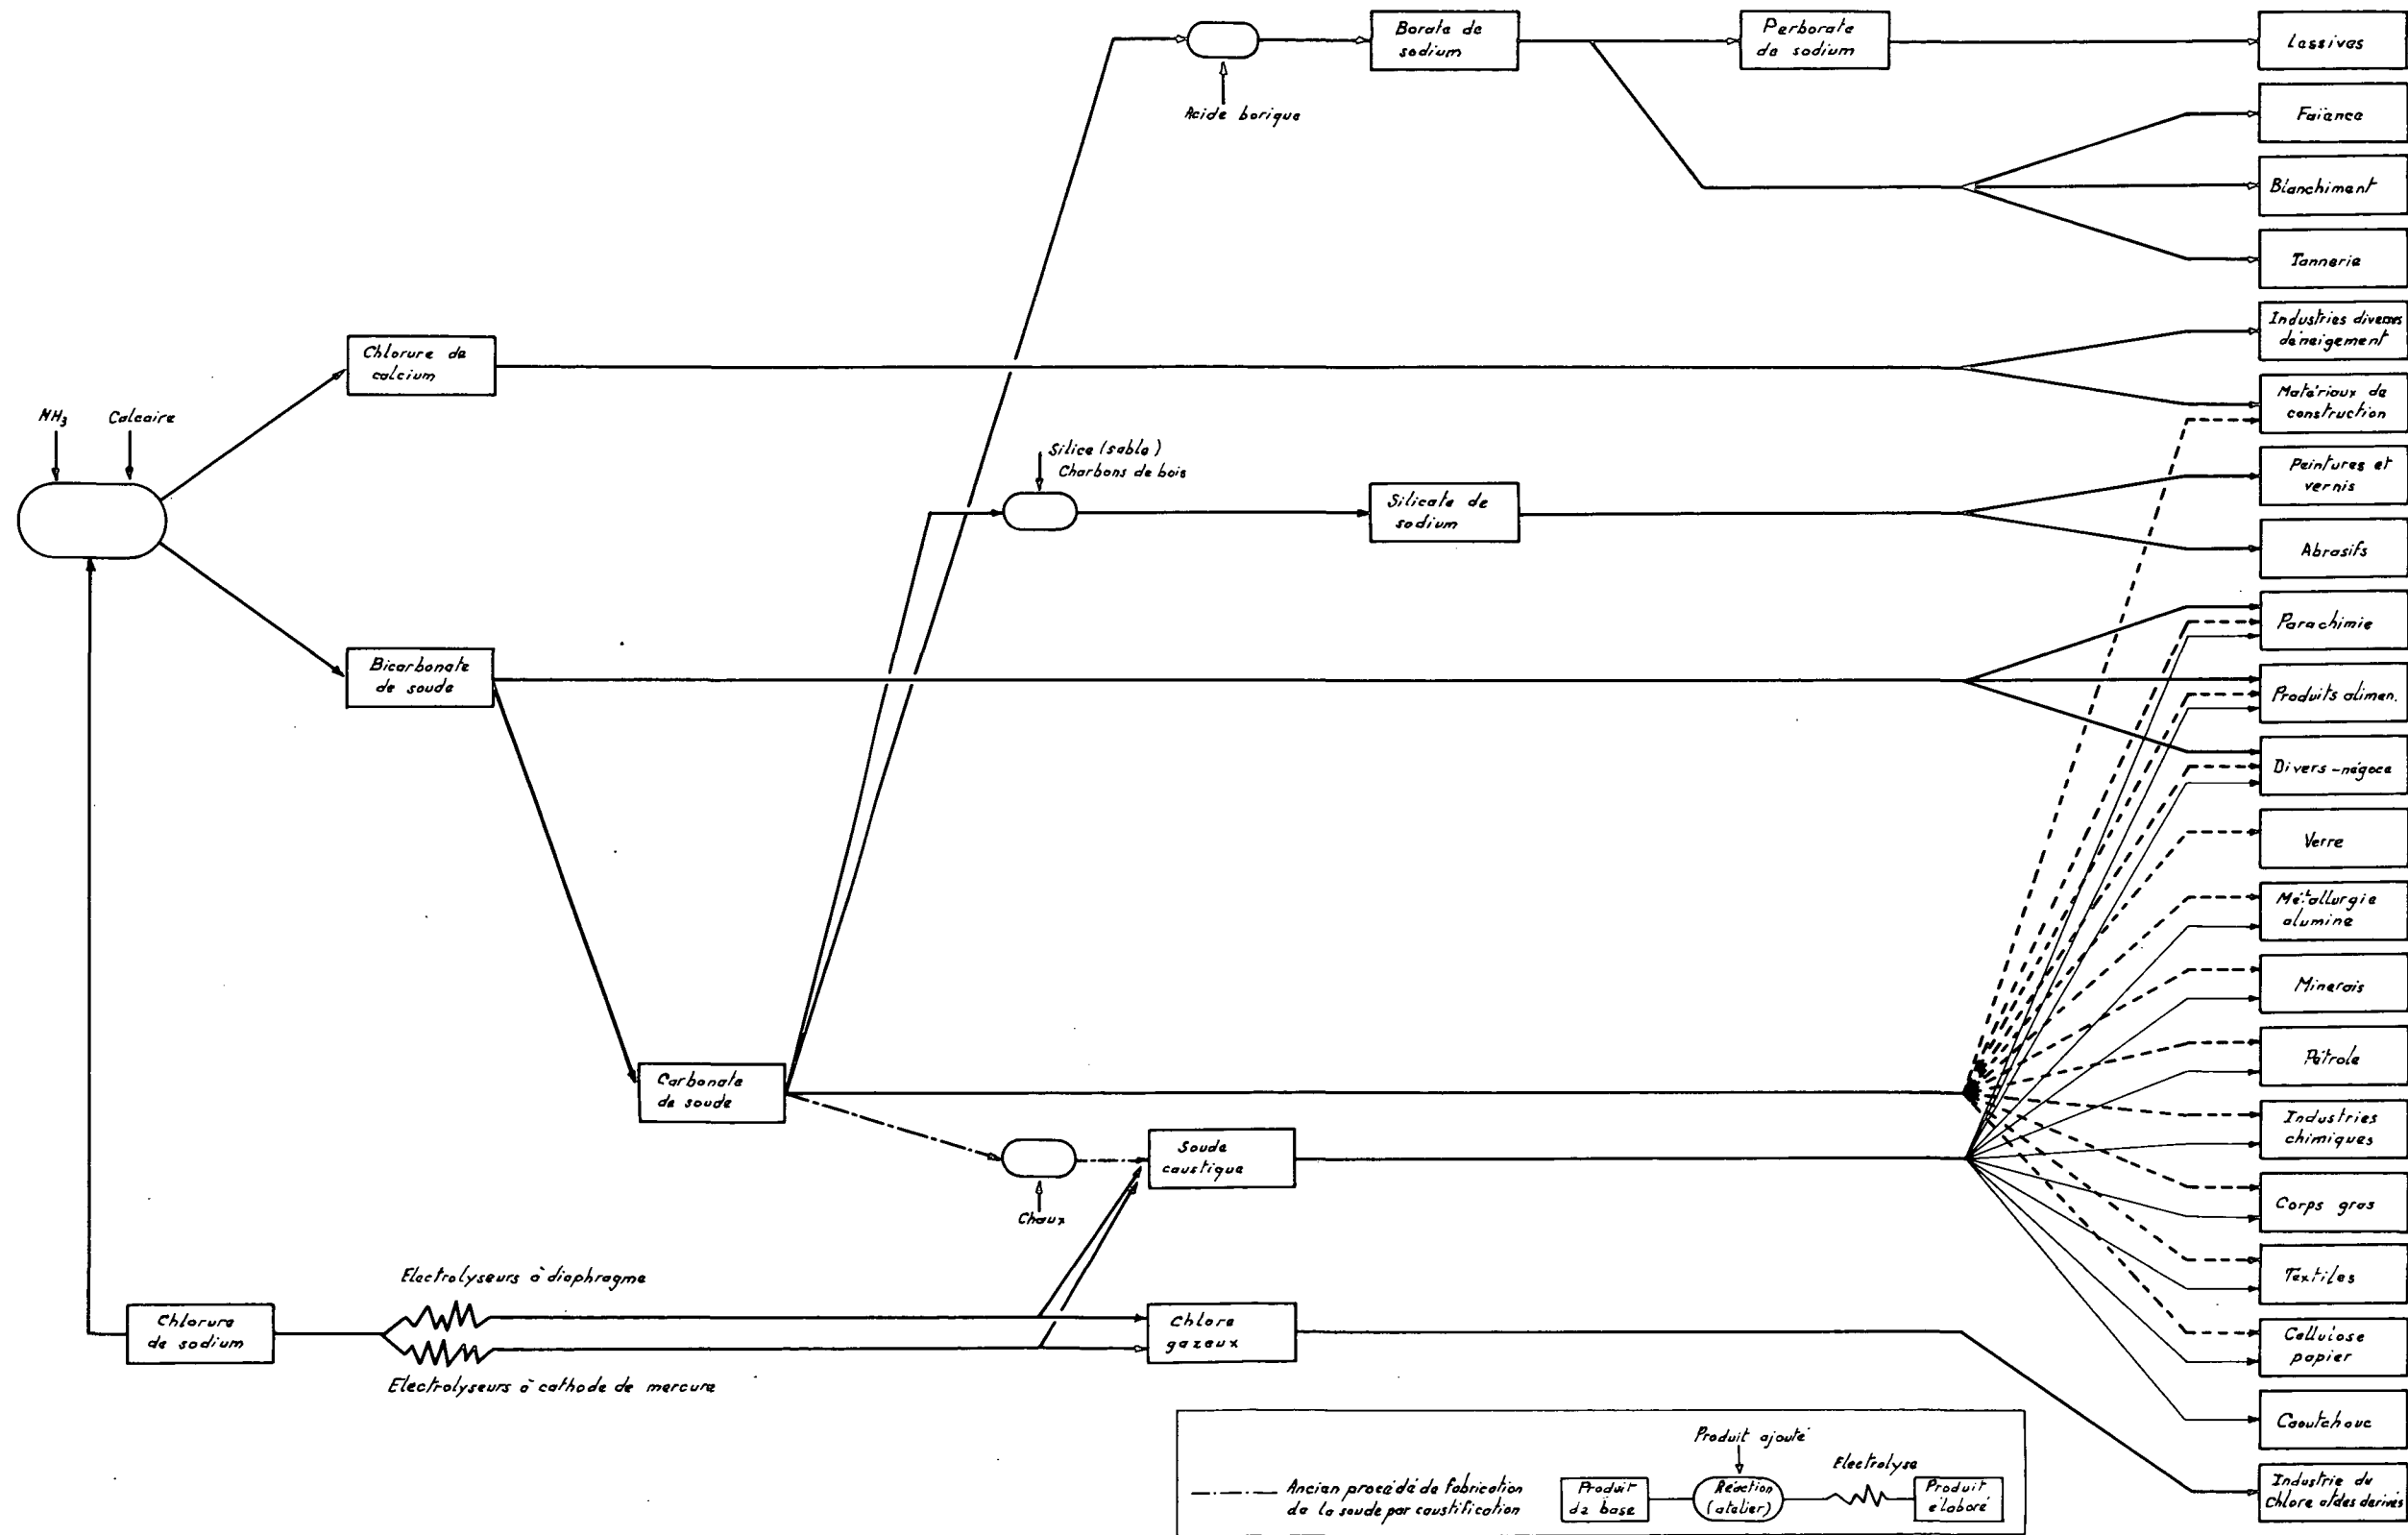 Borate de
sodium
Perborate
de sodium
Lessives
Acide borique
Faïence
Blanchiment
Tannerie
Chlorure de
calcium
Industries diverses
déneigement
NH3
Calcaire
Matériaux de
construction
Silice (sable)
Charbons de bois
Silicate de
sodium
Peintures et
vernis
Abrasifs
Bicarbonate
de soude
Parachimie
Produits alimen.
Divers-négoce
Verre
Métallurgie
alumine
Minerais
Pétrole
Carbonate
de soude
Industries
chimiques
Soude
caustique
Chaux
Corps gras
Textiles
Electrolyseurs à diaphragme
Chlorure
de sodium
Chlore
gazeux
Cellulose
papier
Electrolyseurs à cathode de mercure
Caoutchouc
Industrie du
Chlore et des derivés
Ancien procédé de fabrication
de la soude par caustification
Produit ajouté
Electrolyse
Produit
de base
Réaction
(atelier)
Produit
élaboré